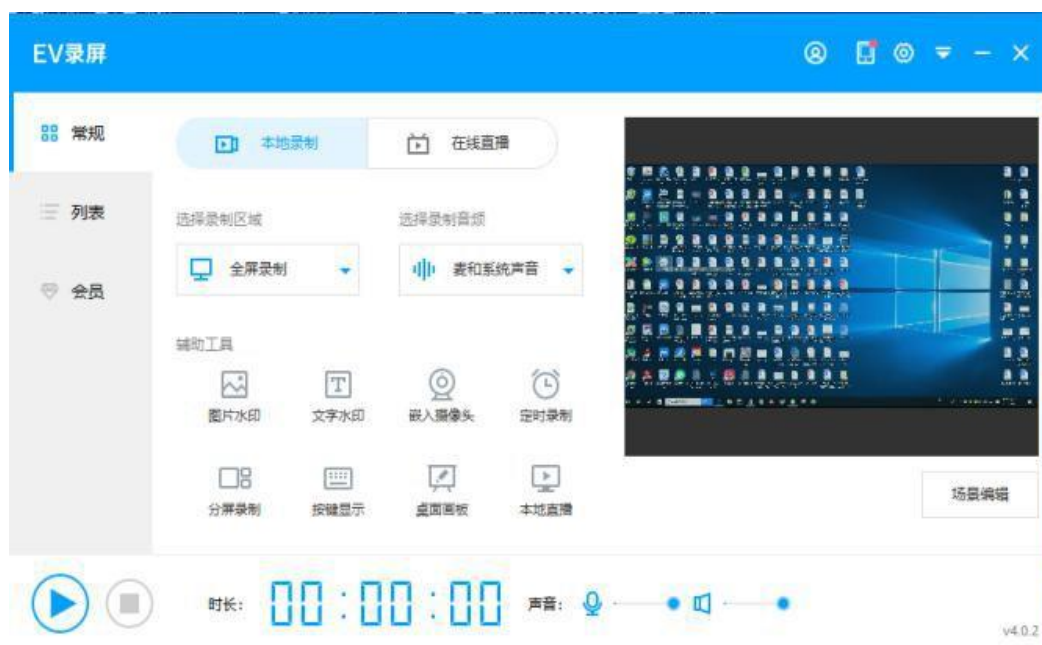 EV录屏
常规
列表
会员
本地录制
在线直播
选择录制区域
选择录制音频
全屏录制
麦和系统声音
辅助工具
图片水印
文字水印
嵌入摄像头
定时录制
分屏录制
按键显示
桌面画板
本地直播
场景编辑
时长:
00:00:00
声音:
v4.0.2